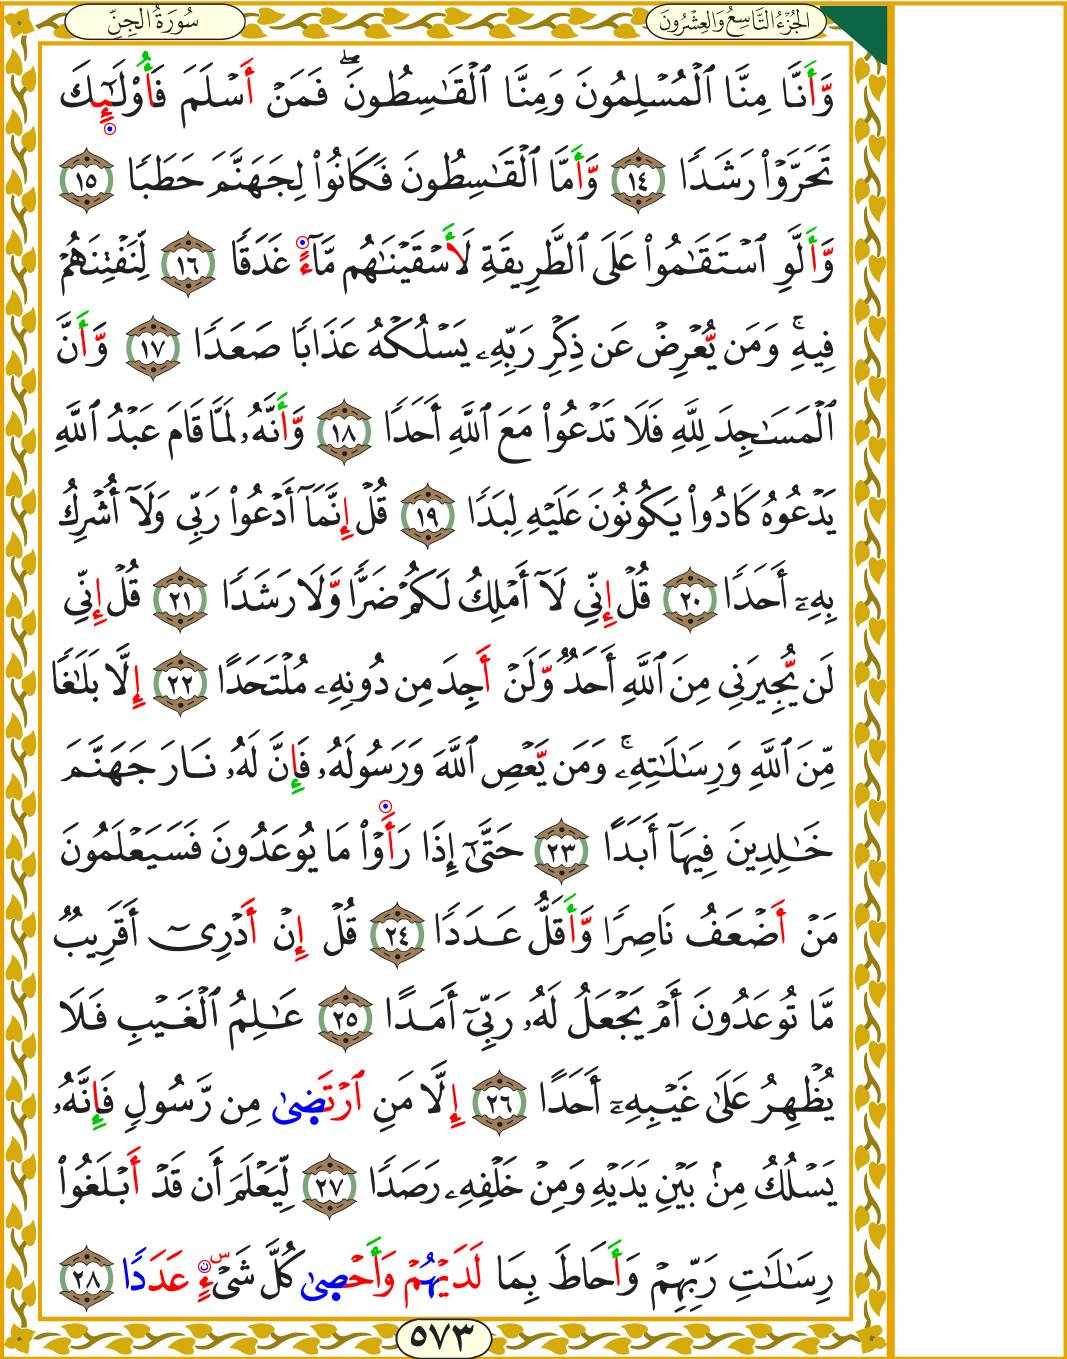 الجُزْءُ التَّاسِعُ وَالعِشْرُونَ
سُورَةُ الجِنِّ
وَّأَنَّا مِنَّا ٱلْمُسْلِمُونَ وَمِنَّا ٱلْقَٰسِطُونَۖ فَمَنْ أَسْلَمَ فَأُو۟لَٰٓئِكَ
تَحَرَّوْا۟ رَشَدًا ١٤ وَّأَمَّا ٱلْقَٰسِطُونَ فَكَانُوا۟ لِجَهَنَّمَ حَطَبًا ١٥
وَّأَلَّوِ ٱسْتَقَٰمُوا۟ عَلَى ٱلطَّرِيقَةِ لَأَسْقَيْنَٰهُم مَّآءً غَدَقًا ١٦ لِّنَفْتِنَهُمْ
فِيهِۚ وَمَن يُّعْرِضْ عَن ذِكْرِ رَبِّهِۦ يَسْلُكْهُ عَذَابًا صَعَدًا ١٧ وَّأَنَّ
ٱلْمَسَٰجِدَ لِلَّهِ فَلَا تَدْعُوا۟ مَعَ ٱللَّهِ أَحَدًا ١٨ وَّأَنَّهُۥ لَمَّا قَامَ عَبْدُ ٱللَّهِ
يَدْعُوهُ كَادُوا۟ يَكُونُونَ عَلَيْهِ لِبَدًا ١٩ قُلْ إِنَّمَآ أَدْعُوا۟ رَبِّى وَلَآ أُشْرِكُ
بِهِۦٓ أَحَدًا ٢٠ قُلْ إِنِّى لَآ أَمْلِكُ لَكُمْ ضَرًّا وَّلَا رَشَدًا ٢١ قُلْ إِنِّى
لَن يُّجِيرَنِى مِنَ ٱللَّهِ أَحَدٌ وَّلَنْ أَجِدَ مِن دُونِهِۦ مُلْتَحَدًا ٢٢ إِلَّا بَلَٰغًا
مِّنَ ٱللَّهِ وَرِسَٰلَٰتِهِۦۚ وَمَن يَّعْصِ ٱللَّهَ وَرَسُولَهُۥ فَإِنَّ لَهُۥ نَارَ جَهَنَّمَ
خَٰلِدِينَ فِيهَآ أَبَدًا ٢٣ حَتَّىٰٓ إِذَا رَأَوْا۟ مَا يُوعَدُونَ فَسَيَعْلَمُونَ
مَنْ أَضْعَفُ نَاصِرًا وَّأَقَلُّ عَدَدًا ٢٤ قُلْ إِنْ أَدْرِىٓ أَقَرِيبٌ
مَّا تُوعَدُونَ أَمْ يَجْعَلُ لَهُۥ رَبِّىٓ أَمَدًا ٢٥ عَٰلِمُ ٱلْغَيْبِ فَلَا
يُظْهِرُ عَلَىٰ غَيْبِهِۦٓ أَحَدًا ٢٦ إِلَّا مَنِ ٱرْتَضِىٰ مِن رَّسُولٍ فَإِنَّهُۥ
يَسْلُكُ مِنۢ بَيْنِ يَدَيْهِ وَمِنْ خَلْفِهِۦ رَصَدًا ٢٧ لِّيَعْلَمَ أَن قَدْ أَبْلَغُوا۟
رِسَٰلَٰتِ رَبِّهِمْ وَأَحَاطَ بِمَا لَدَيْهُمْ وَأَحْصِىٰ كُلَّ شَىْءٍ عَدَدًا ٢٨
٥٧٣